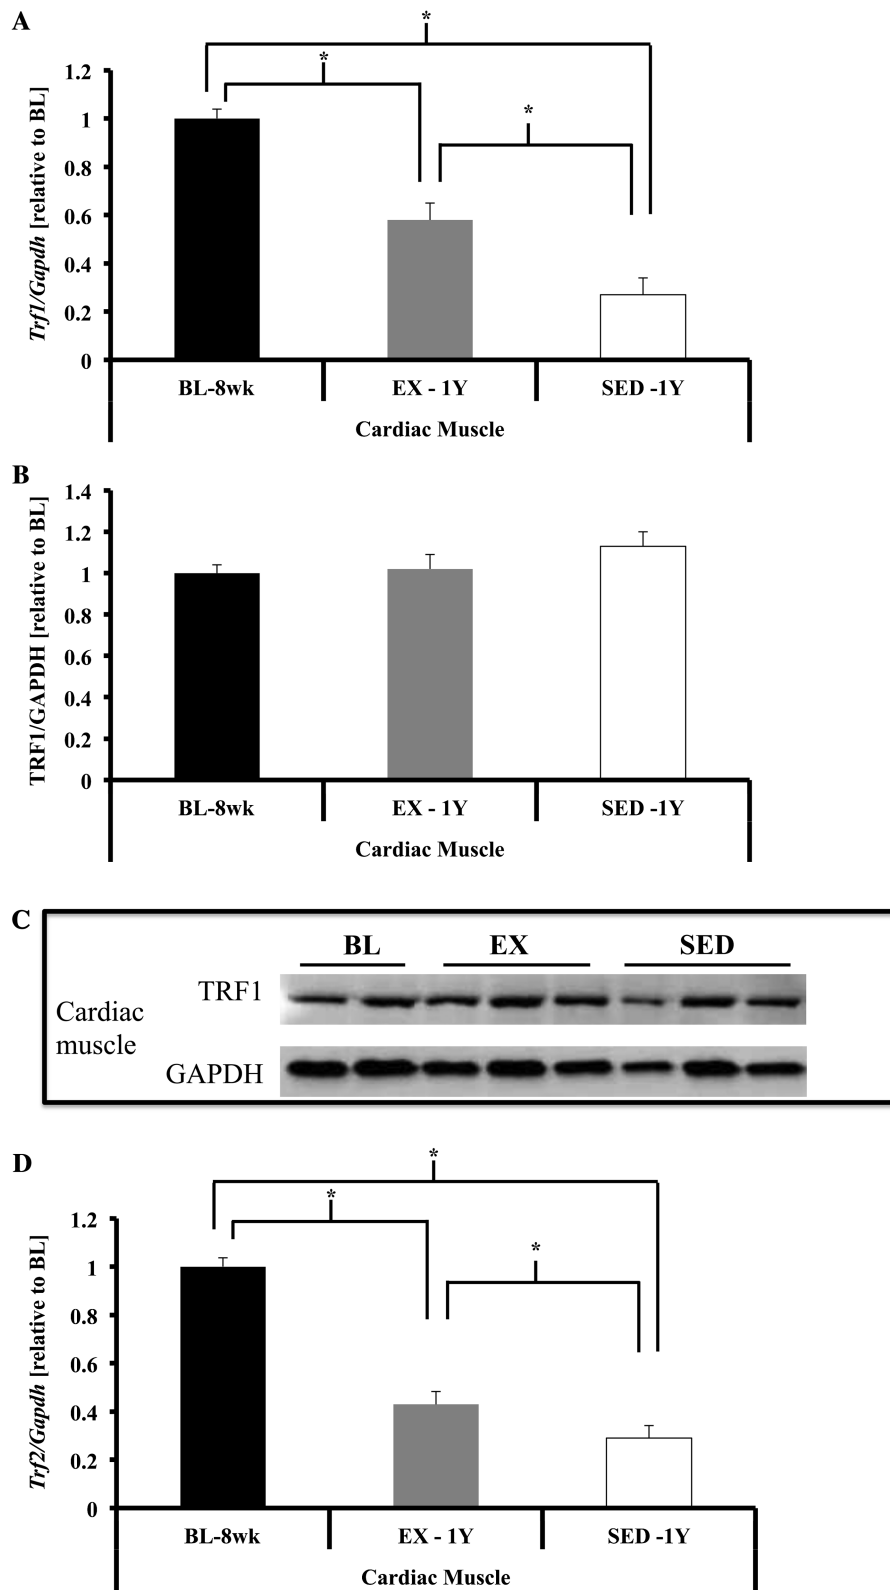 A
*
*
*
1.2
1
0.8
0.6
0.4
0.2
0
Trf1/Gapdh [relative to BL]
BL-8wk EX - 1Y SED -1Y
Cardiac Muscle
B
1.4
1.2
1
0.8
0.6
0.4
0.2
0
TRF1/GAPDH [relative to BL]
BL-8wk EX - 1Y SED -1Y
Cardiac Muscle
C
BL EX SED
TRF1
Cardiac
muscle
GAPDH
D
*
*
*
1.2
1
0.8
0.6
0.4
0.2
0
Trf2/Gapdh [relative to BL]
BL-8wk EX - 1Y SED -1Y
Cardiac Muscle